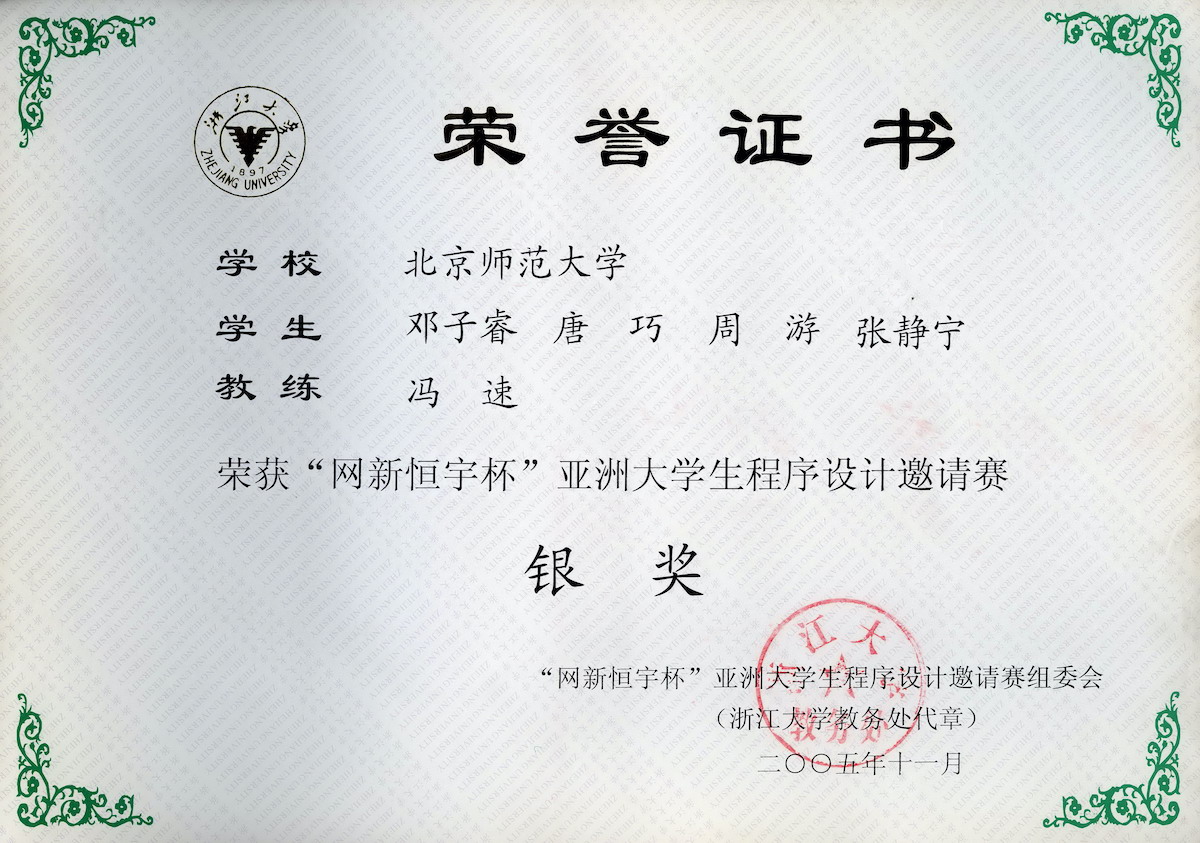 浙江大学
ZHEJIANG UNIVERSITY
1897
荣誉证书
学校 北京师范大学
学生 邓子睿 唐巧 周游 张静宁
教练 冯速
荣获“网新恒宇杯”亚洲大学生程序设计邀请赛
银奖
“网新恒宇杯”亚洲大学生程序设计邀请赛组委会
（浙江大学教务处代章）
二〇〇五年十一月
浙江大学
教务处